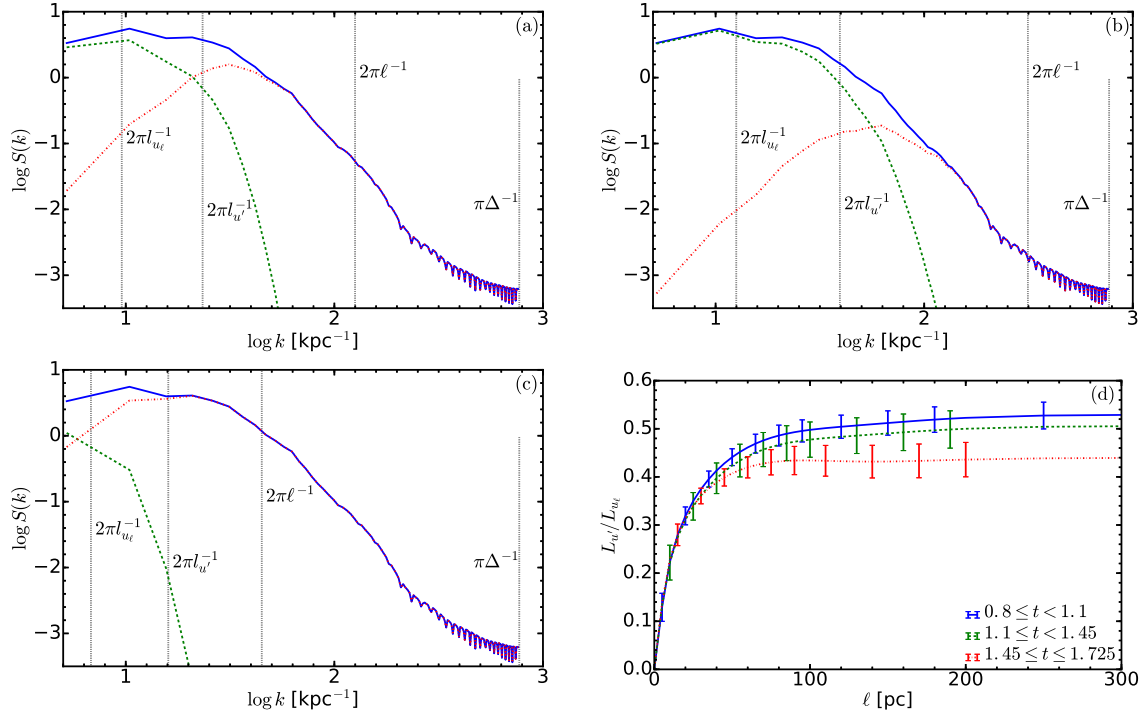 (a)
log S(k)
1
0
−1
−2
−3
2πℓ⁻¹
2πl_{u_ℓ}⁻¹
2πl_{u′}⁻¹
πΔ⁻¹
1
2
3
log k [kpc⁻¹]
(b)
log S(k)
1
0
−1
−2
−3
2πℓ⁻¹
2πl_{u_ℓ}⁻¹
2πl_{u′}⁻¹
πΔ⁻¹
1
2
3
log k [kpc⁻¹]
(c)
log S(k)
1
0
−1
−2
−3
2πℓ⁻¹
2πl_{u_ℓ}⁻¹
2πl_{u′}⁻¹
πΔ⁻¹
1
2
3
log k [kpc⁻¹]
(d)
L_{u′}/L_{u_ℓ}
0.6
0.5
0.4
0.3
0.2
0.1
0.0
0.8 ≤ t < 1.1
1.1 ≤ t < 1.45
1.45 ≤ t ≤ 1.725
0
100
200
300
ℓ [pc]